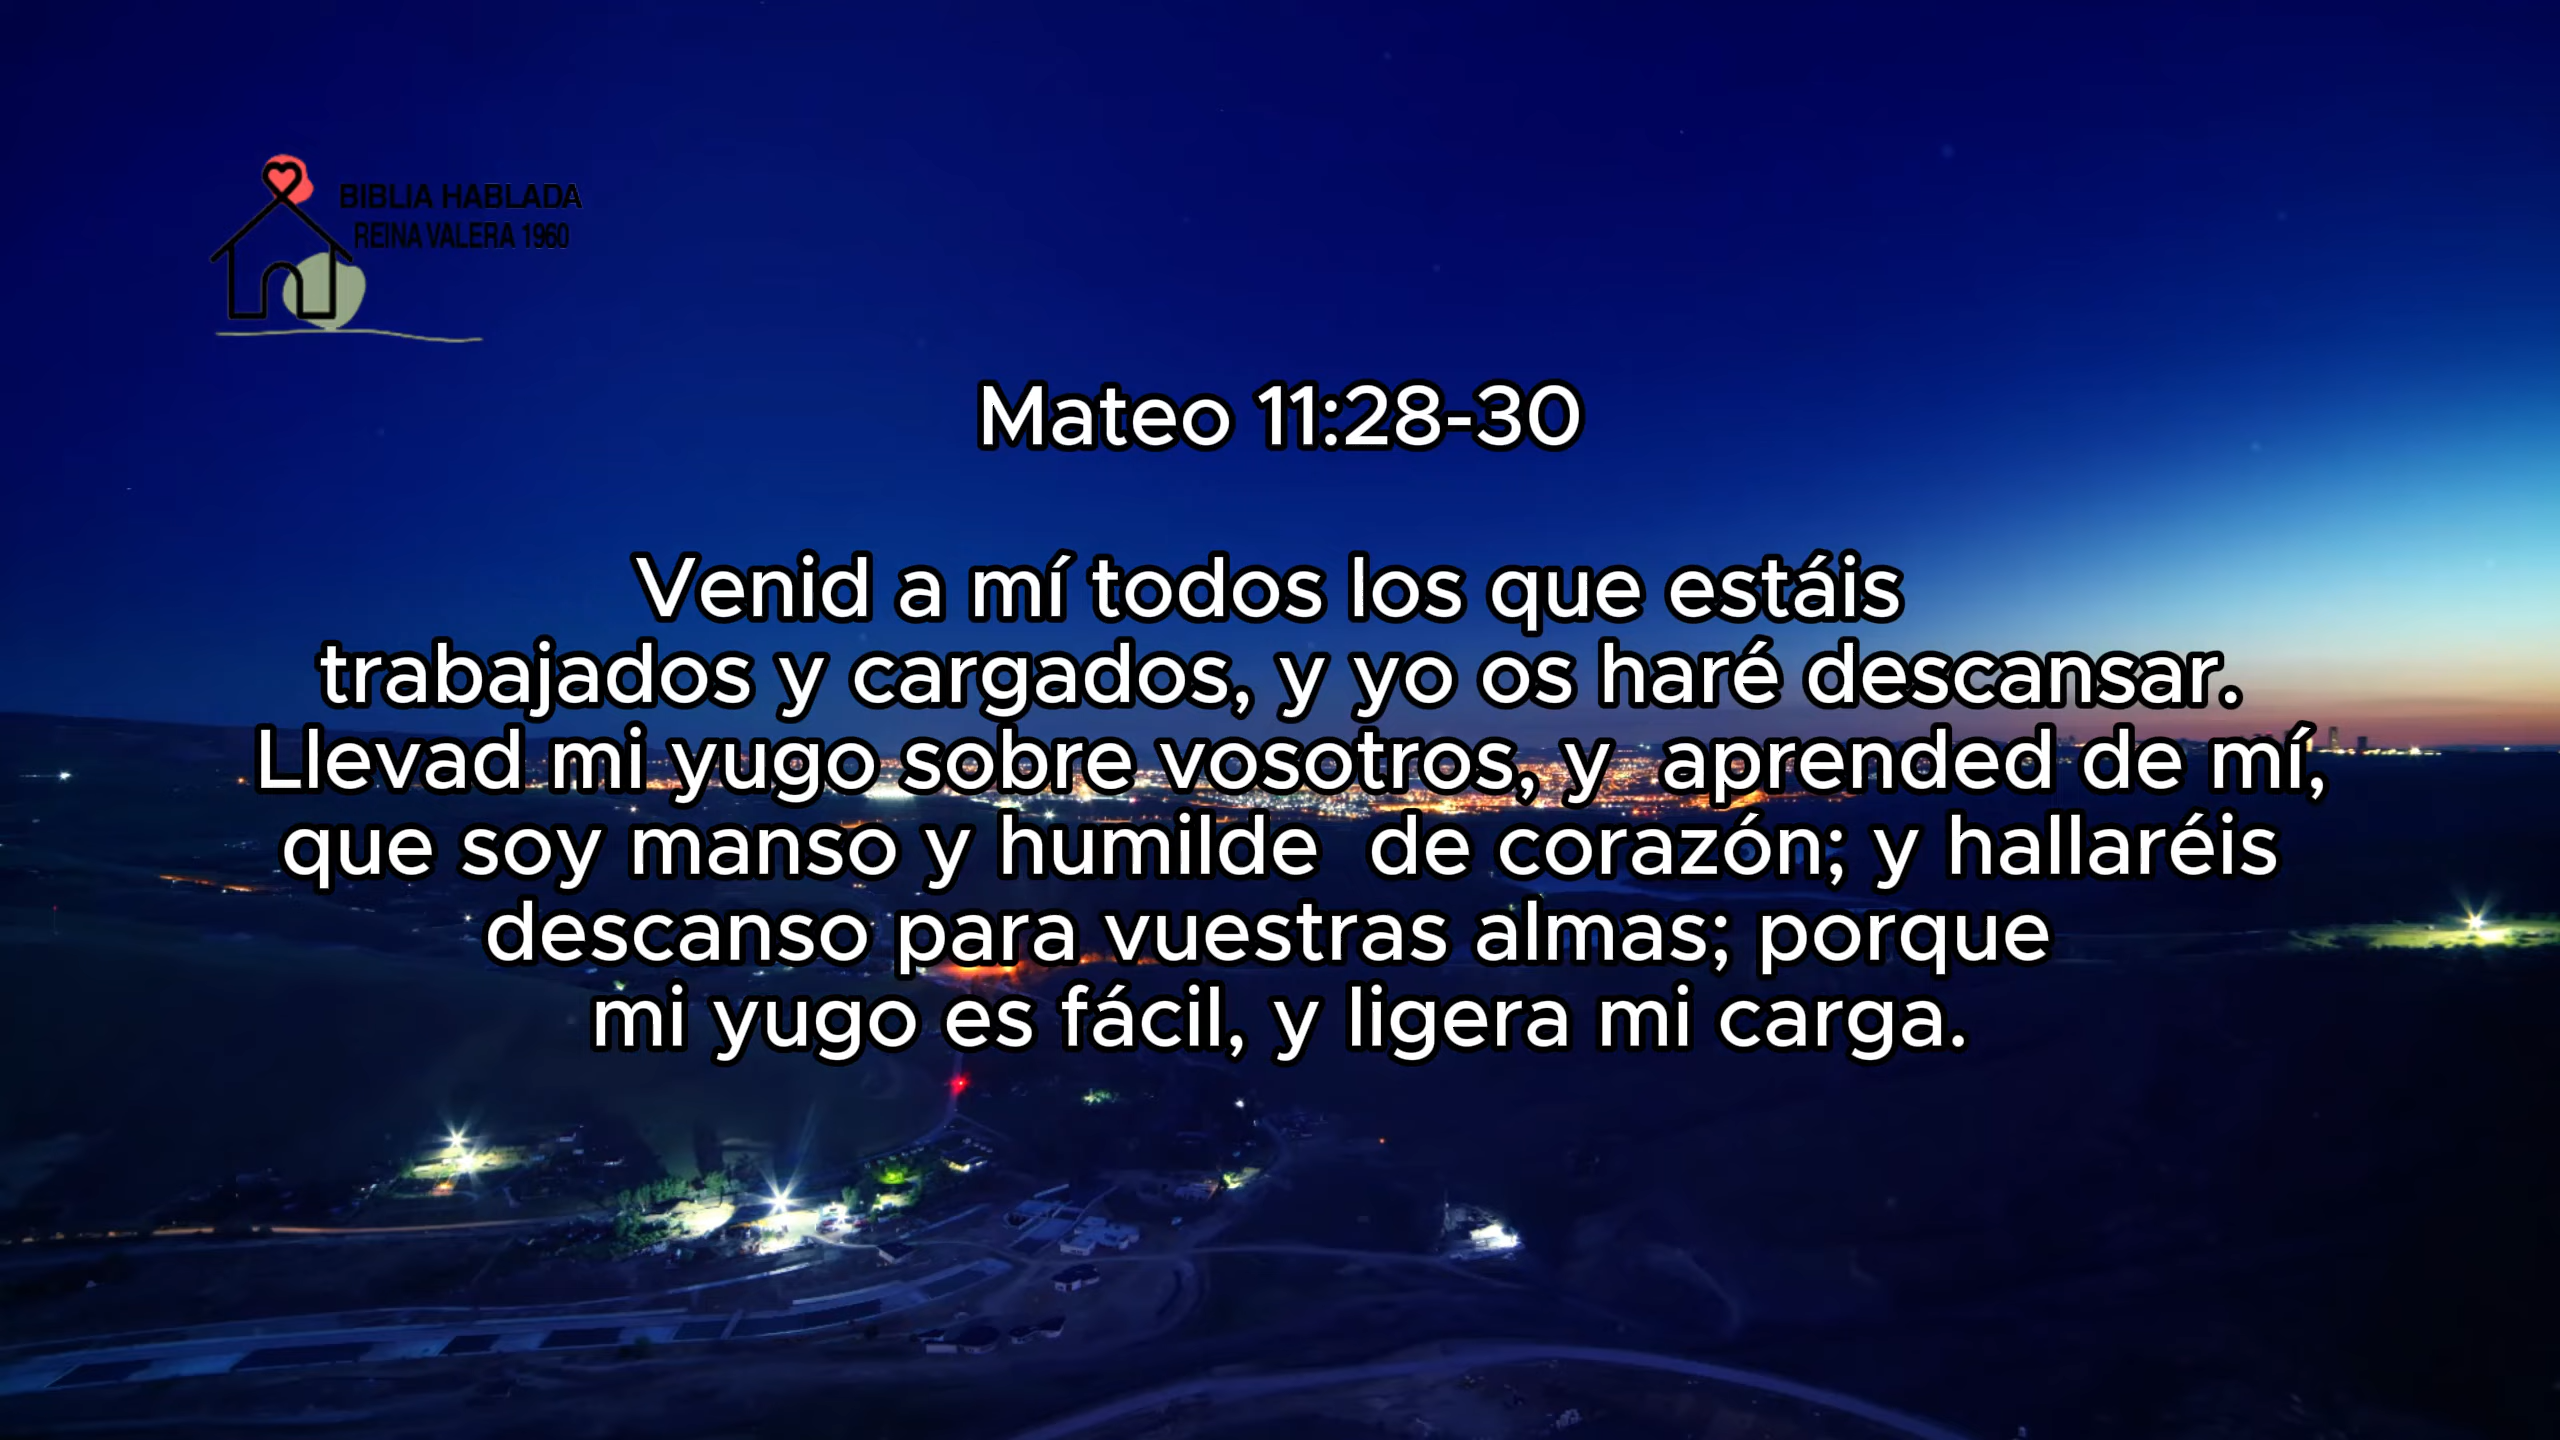 BIBLIA HABLADA
REINA VALERA 1960
Mateo 11:28-30
Venid a mí todos los que estáis
trabajados y cargados, y yo os haré descansar.
Llevad mi yugo sobre vosotros, y  aprended de mí,
que soy manso y humilde  de corazón; y hallaréis
descanso para vuestras almas; porque
mi yugo es fácil, y ligera mi carga.